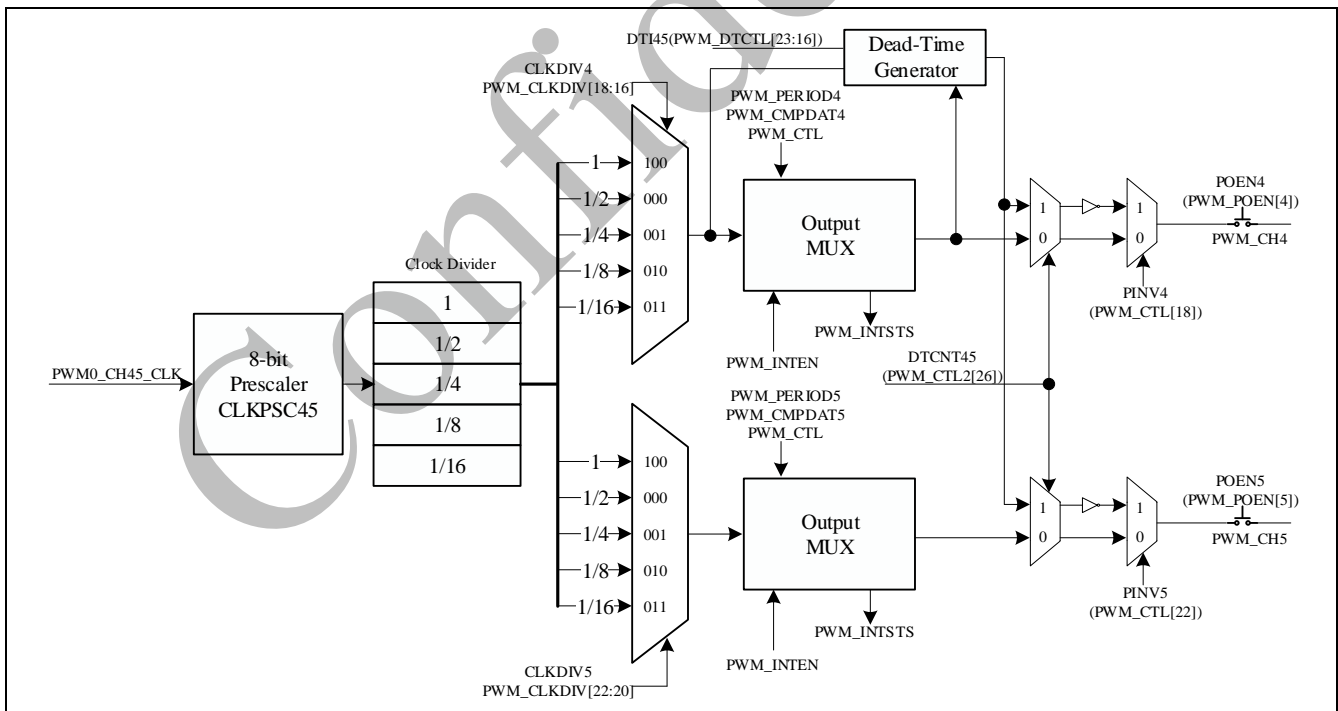 DTI45(PWM_DTCTL[23:16])
Dead-Time
Generator
CLKDIV4
PWM_CLKDIV[18:16]
PWM_PERIOD4
PWM_CMPDAT4
PWM_CTL
1
100
1/2
000
1/4
001
1/8
010
1/16
011
Output
MUX
PWM_INTEN
PWM_INTSTS
1
0
1
0
POEN4
(PWM_POEN[4])
PWM_CH4
PINV4
(PWM_CTL[18])
Clock Divider
1
1/2
1/4
1/8
1/16
PWM0_CH45_CLK
8-bit
Prescaler
CLKPSC45
DTCNT45
(PWM_CTL2[26])
PWM_PERIOD5
PWM_CMPDAT5
PWM_CTL
1
100
1/2
000
1/4
001
1/8
010
1/16
011
Output
MUX
PWM_INTEN
PWM_INTSTS
1
0
1
0
POEN5
(PWM_POEN[5])
PWM_CH5
PINV5
(PWM_CTL[22])
CLKDIV5
PWM_CLKDIV[22:20]